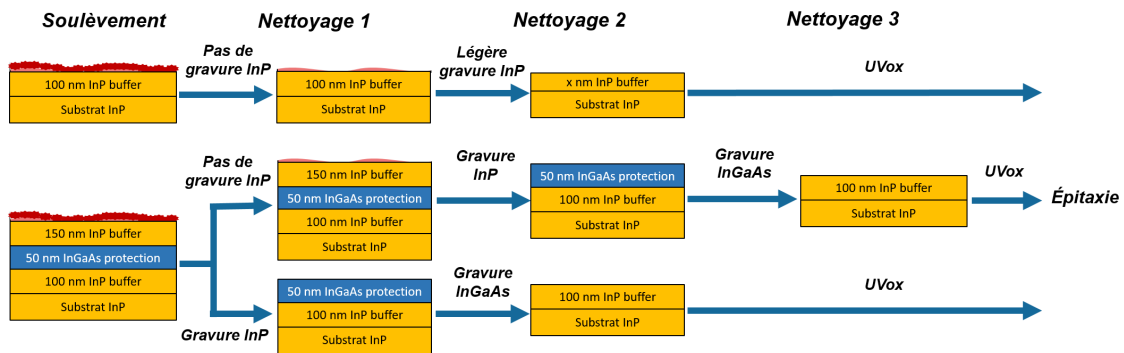 Soulèvement
Nettoyage 1
Nettoyage 2
Nettoyage 3
Pas de
gravure InP
Légère
gravure InP
UVox
100 nm InP buffer
Substrat InP
100 nm InP buffer
Substrat InP
x nm InP buffer
Substrat InP
Pas de
gravure InP
150 nm InP buffer
50 nm InGaAs protection
100 nm InP buffer
Substrat InP
Gravure
InP
50 nm InGaAs protection
100 nm InP buffer
Substrat InP
Gravure
InGaAs
100 nm InP buffer
Substrat InP
UVox
Épitaxie
150 nm InP buffer
50 nm InGaAs protection
100 nm InP buffer
Substrat InP
Gravure InP
50 nm InGaAs protection
100 nm InP buffer
Substrat InP
Gravure
InGaAs
100 nm InP buffer
Substrat InP
UVox